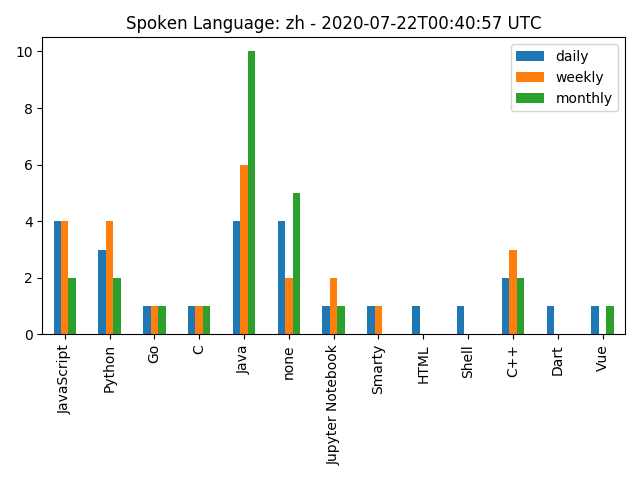 Spoken Language: zh - 2020-07-22T00:40:57 UTC
daily
weekly
monthly
10
8
6
4
2
0
JavaScript
Python
Go
C
Java
none
Jupyter Notebook
Smarty
HTML
Shell
C++
Dart
Vue